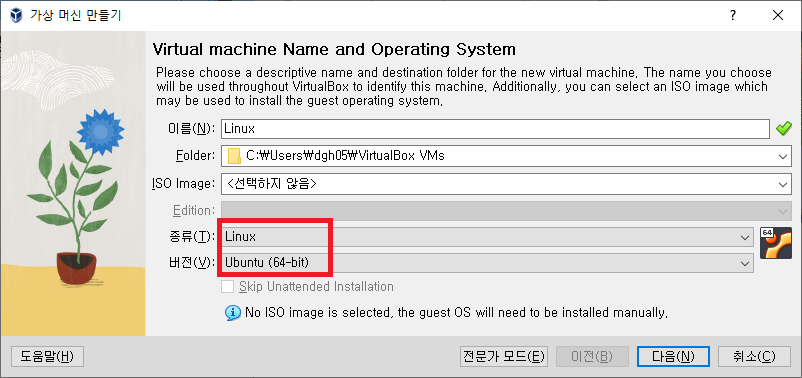 가상 머신 만들기
?
Virtual machine Name and Operating System
Please choose a descriptive name and destination folder for the new virtual machine. The name you choose
will be used throughout VirtualBox to identify this machine. Additionally, you can select an ISO image which
may be used to install the guest operating system.
이름(N): Linux
Folder: C:₩Users₩dgh05₩VirtualBox VMs
ISO Image: <선택하지 않음>
Edition:
종류(T): Linux
64
버전(V): Ubuntu (64-bit)
Skip Unattended Installation
No ISO image is selected, the guest OS will need to be installed manually.
도움말(H) 전문가 모드(E) 이전(B) 다음(N) 취소(C)